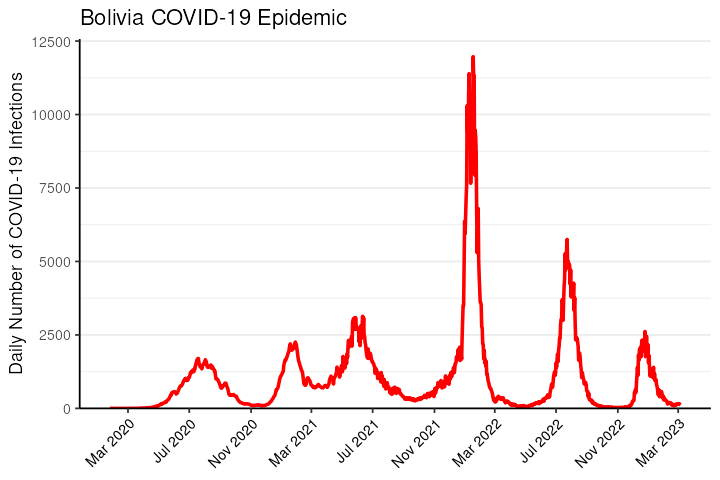 Bolivia COVID-19 Epidemic
Daily Number of COVID-19 Infections
12500
10000
7500
5000
2500
0
Mar 2020
Jul 2020
Nov 2020
Mar 2021
Jul 2021
Nov 2021
Mar 2022
Jul 2022
Nov 2022
Mar 2023